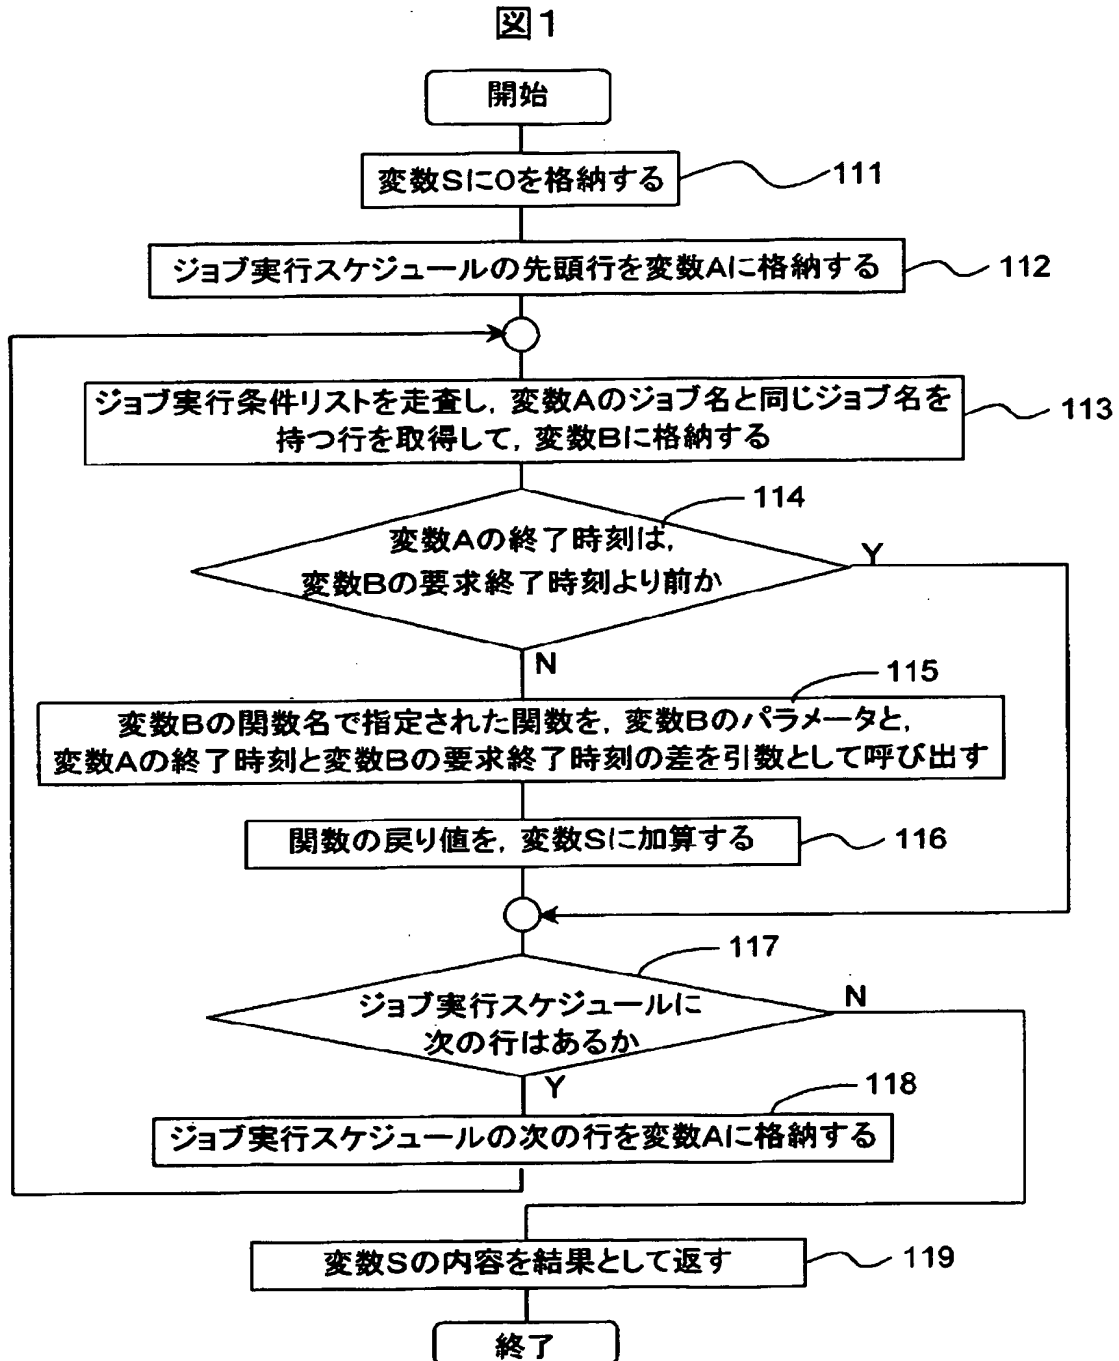 図1
開始
変数Sに0を格納する
111
ジョブ実行スケジュールの先頭行を変数Aに格納する
112
ジョブ実行条件リストを走査し,変数Aのジョブ名と同じジョブ名を
持つ行を取得して,変数Bに格納する
113
114
変数Aの終了時刻は,
変数Bの要求終了時刻より前か
Y
N
115
変数Bの関数名で指定された関数を,変数Bのパラメータと,
変数Aの終了時刻と変数Bの要求終了時刻の差を引数として呼び出す
関数の戻り値を,変数Sに加算する
116
117
ジョブ実行スケジュールに
次の行はあるか
N
Y
118
ジョブ実行スケジュールの次の行を変数Aに格納する
変数Sの内容を結果として返す
119
終了